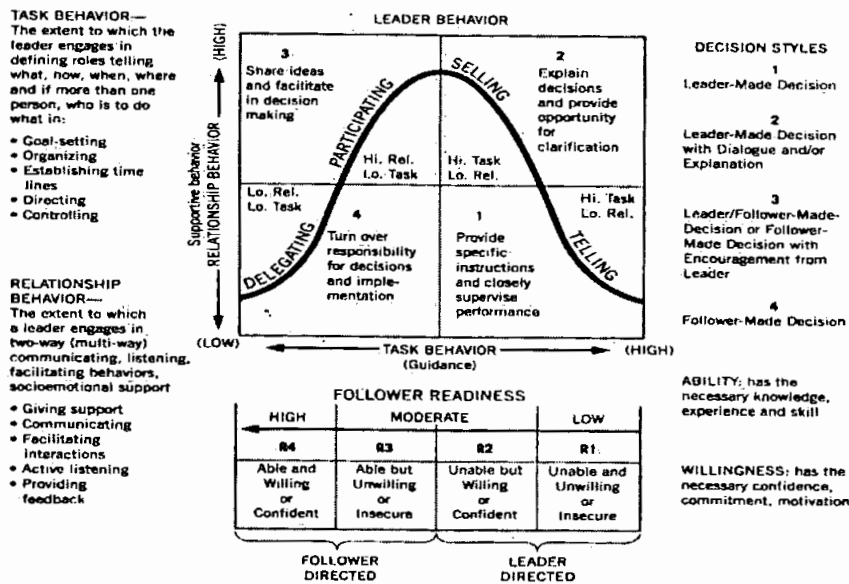 TASK BEHAVIOR—
The extent to which the
leader engages in
defining roles telling
what, how, when, where
and if more than one
person, who is to do
what in:
• Goal-setting
• Organizing
• Establishing time
lines
• Directing
• Controlling
RELATIONSHIP
BEHAVIOR—
The extent to which
a leader engages in
two-way (multi-way)
communicating, listening,
facilitating behaviors,
socioemotional support
• Giving support
• Communicating
• Facilitating
interactions
• Active listening
• Providing
feedback
LEADER BEHAVIOR
(HIGH)
Supportive behavior
RELATIONSHIP BEHAVIOR
(LOW)
3
Share ideas
and facilitate
in decision
making
PARTICIPATING
Hi. Rel.
Lo. Task
SELLING
2
Explain
decisions
and provide
opportunity
for
clarification
Hi. Task
Lo. Rel.
Lo. Rel.
Lo. Task
DELEGATING
4
Turn over
responsibility
for decisions
and imple-
mentation
1
Provide
specific
instructions
and closely
supervise
performance
Hi. Task
Lo. Rel.
TELLING
TASK BEHAVIOR
(Guidance)
(HIGH)
FOLLOWER READINESS
HIGH
MODERATE
LOW
R4
R3
R2
R1
Able and
Willing
or
Confident
Able but
Unwilling
or
Insecure
Unable but
Willing
or
Confident
Unable and
Unwilling
or
Insecure
FOLLOWER
DIRECTED
LEADER
DIRECTED
DECISION STYLES
1
Leader-Made Decision
2
Leader-Made Decision
with Dialogue and/or
Explanation
3
Leader/Follower-Made-
Decision or Follower-
Made Decision with
Encouragement from
Leader
4
Follower-Made Decision
ABILITY: has the
necessary knowledge,
experience and skill
WILLINGNESS: has the
necessary confidence,
commitment, motivation